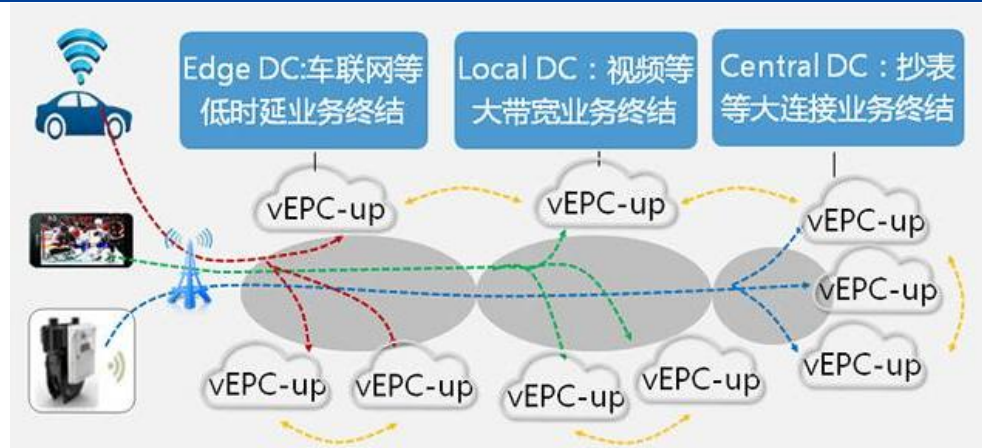 Edge DC:车联网等
低时延业务终结
Local DC：视频等
大带宽业务终结
Central DC：抄表
等大连接业务终结
vEPC-up
vEPC-up
vEPC-up
vEPC-up
vEPC-up
vEPC-up
vEPC-up
vEPC-up
vEPC-up